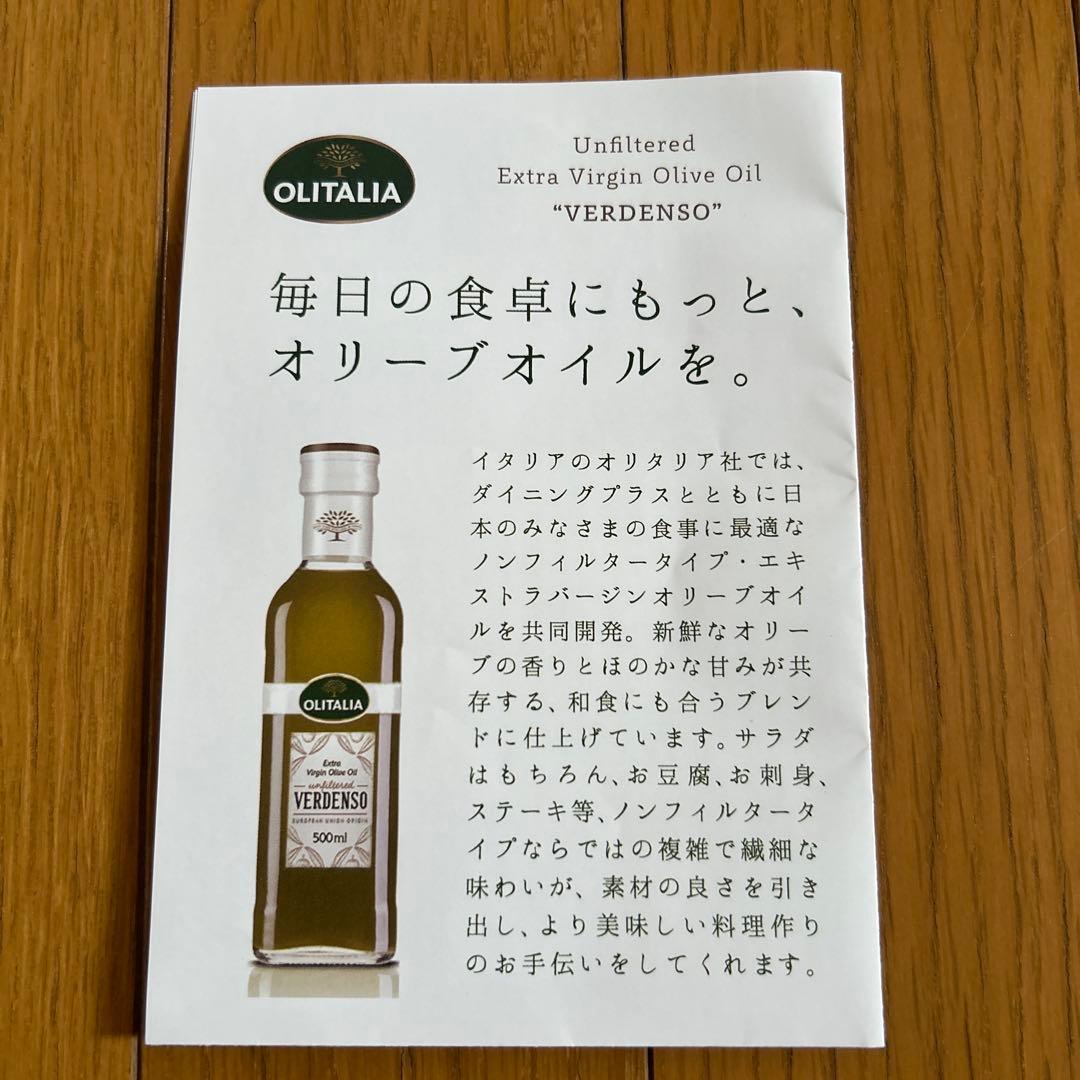 OLITALIA
Unfiltered
Extra Virgin Olive Oil
“VERDENSO”
毎日の食卓にもっと、
オリーブオイルを。
イタリアのオリタリア社では、
ダイニングプラスとともに日
本のみなさまの食事に最適な
ノンフィルタータイプ・エキ
ストラバージンオリーブオイ
ルを共同開発。新鮮なオリー
ブの香りとほのかな甘みが共
存する、和食にも合うブレン
ドに仕上げています。サラダ
はもちろん、お豆腐、お刺身、
ステーキ等、ノンフィルタータ
イプならではの複雑で繊細な
味わいが、素材の良さを引き
出し、より美味しい料理作り
のお手伝いをしてくれます。
OLITALIA
Extra
Virgin Olive Oil
unfiltered
VERDENSO
EUROPEAN UNION ORIGIN
500ml